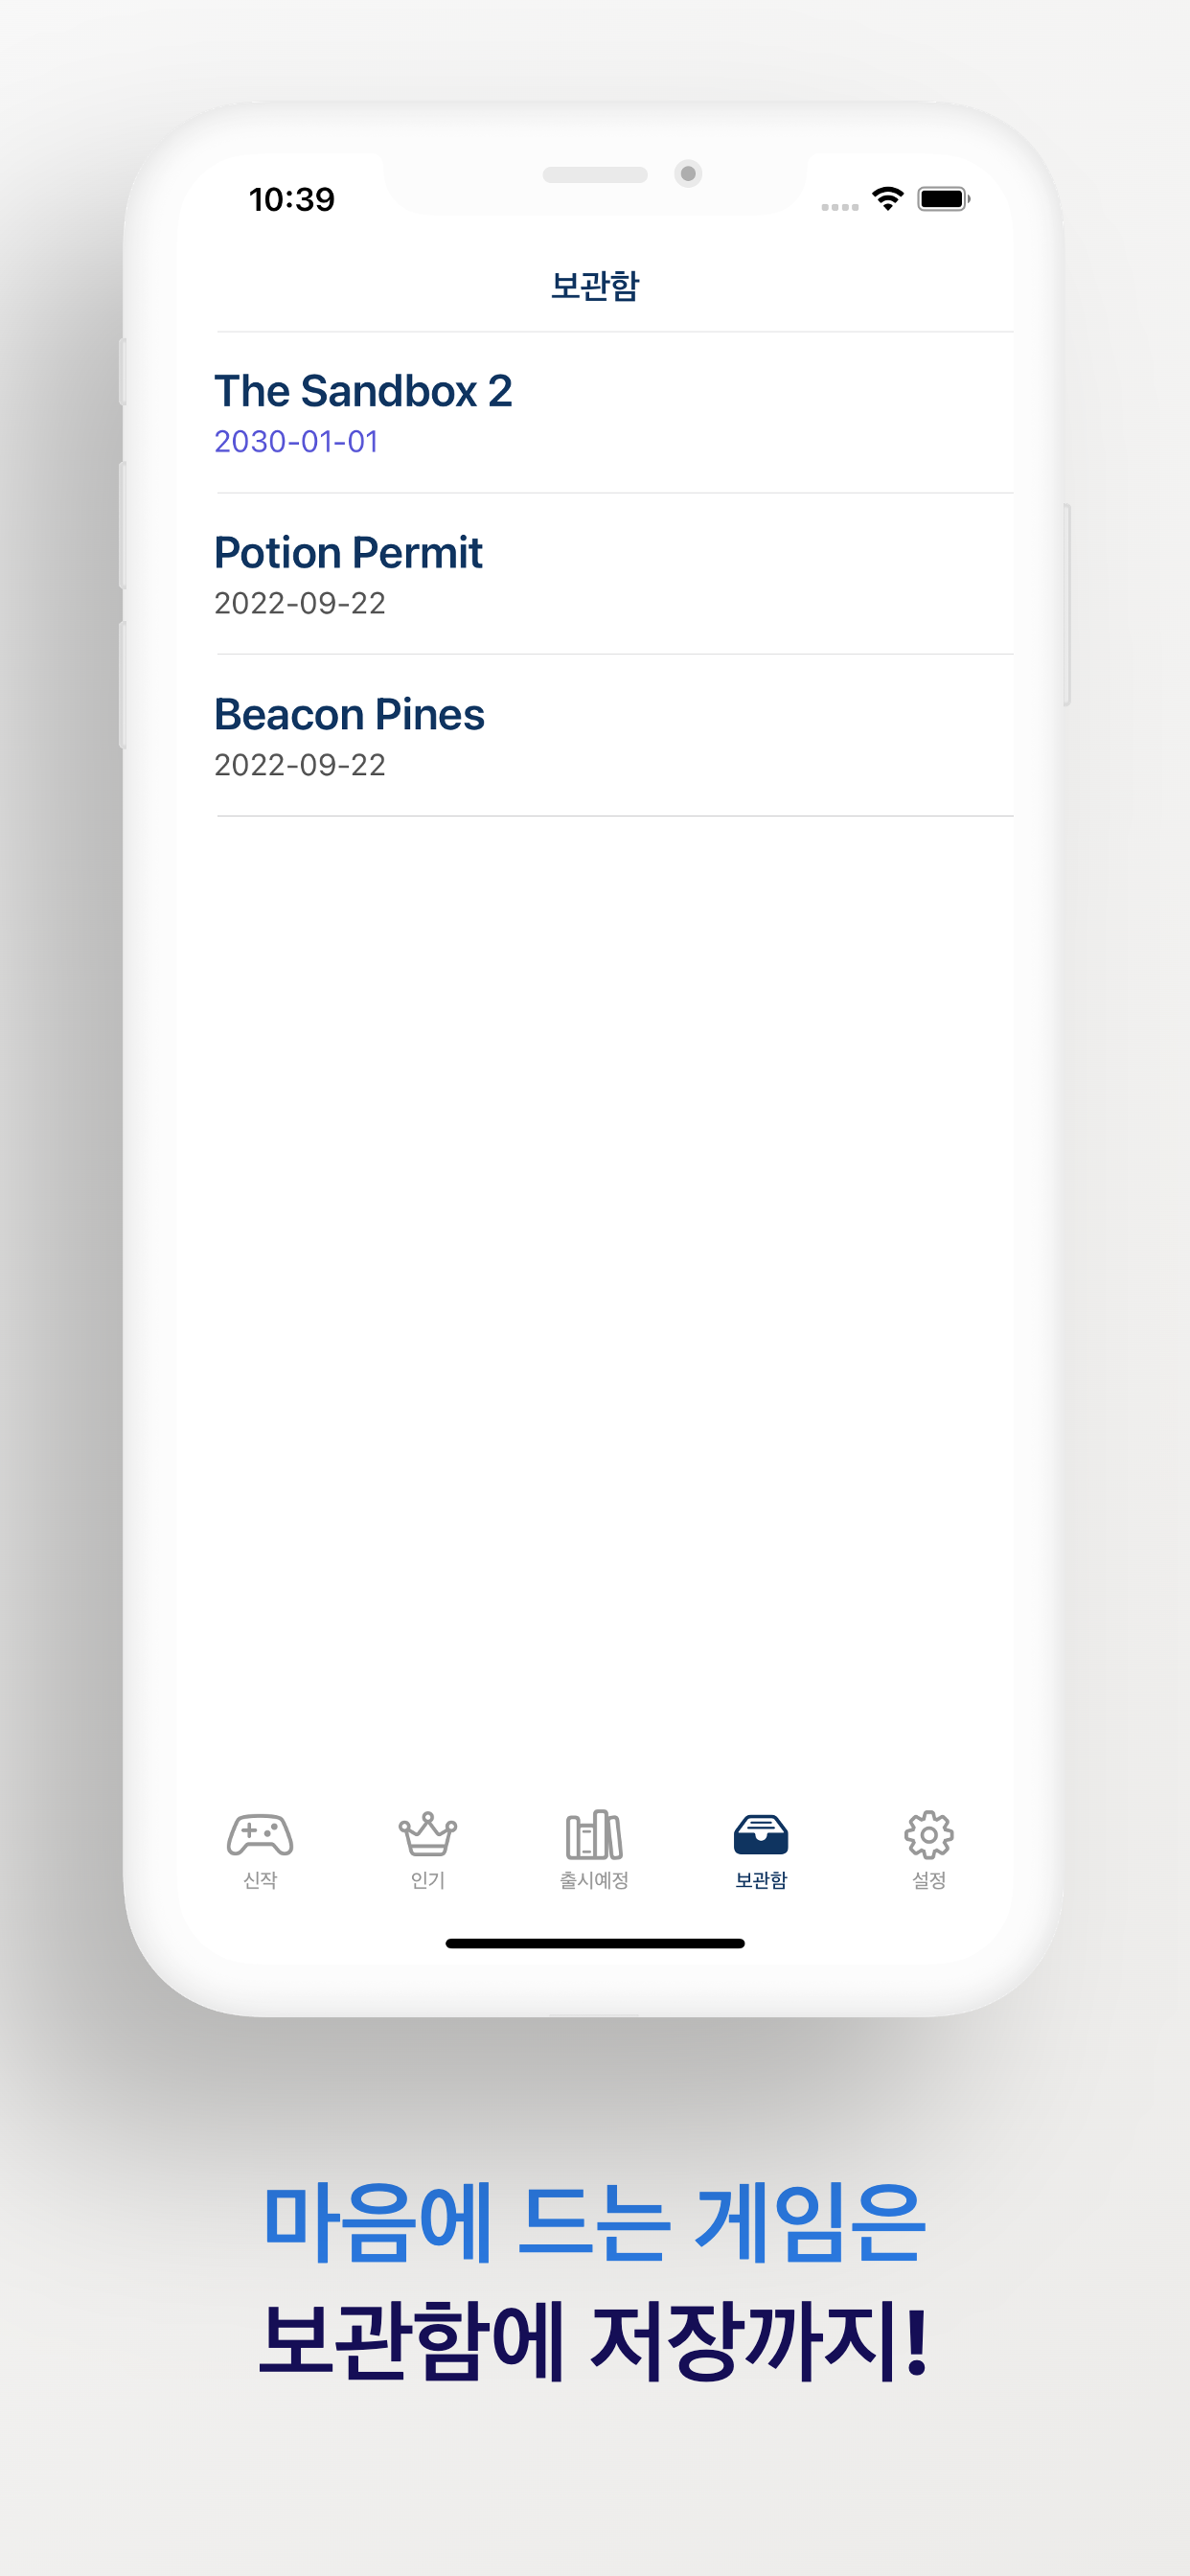 10:39
보관함
The Sandbox 2
2030-01-01
Potion Permit
2022-09-22
Beacon Pines
2022-09-22
신작
인기
출시예정
보관함
설정
마음에 드는 게임은
보관함에 저장까지!